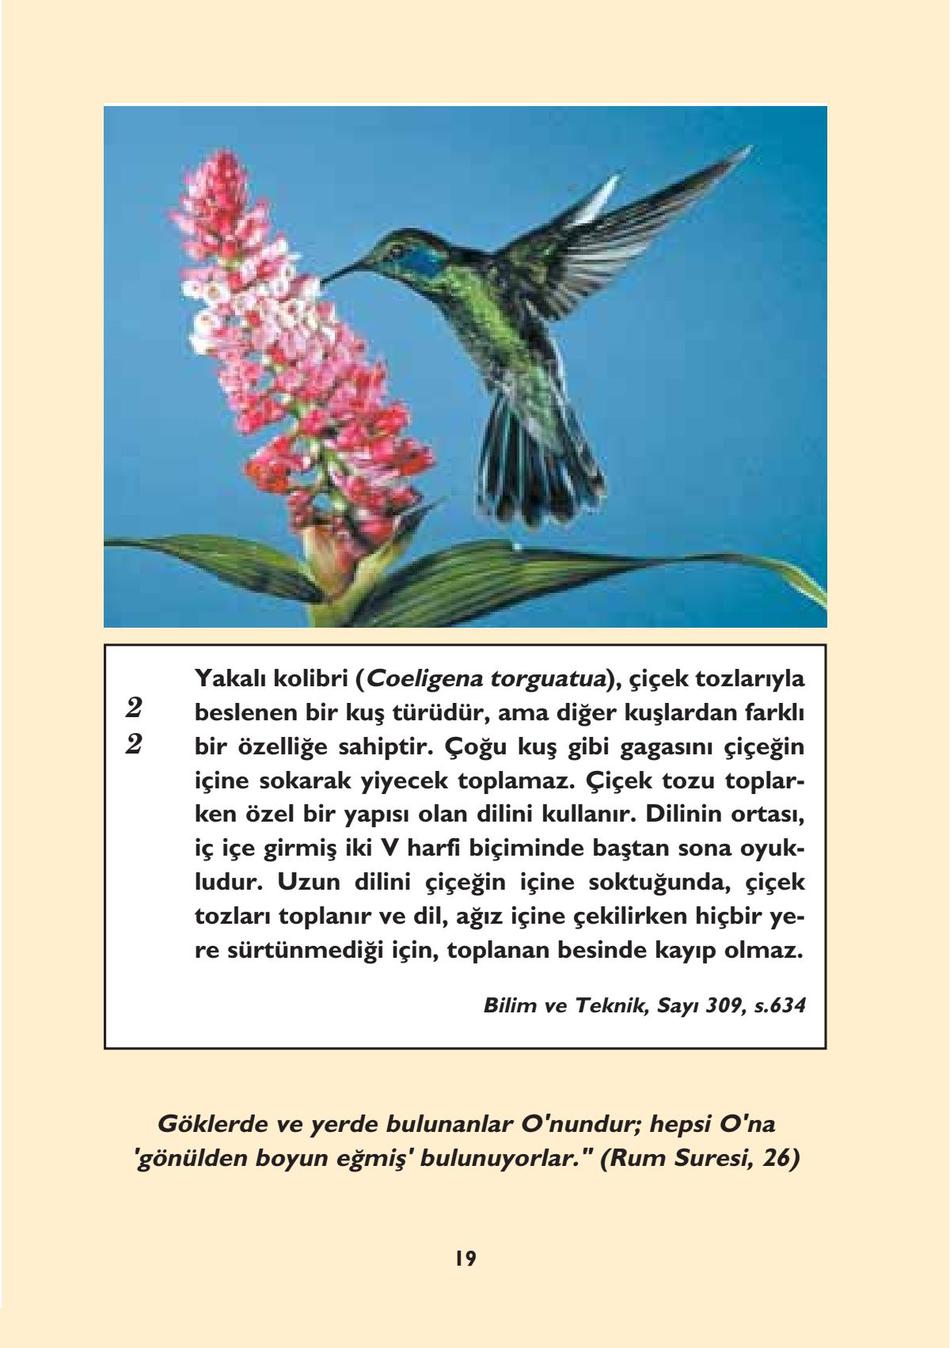 2
2
Yakalı kolibri (Coeligena torguatua), çiçek tozlarıyla
beslenen bir kuş türüdür, ama diğer kuşlardan farklı
bir özelliğe sahiptir. Çoğu kuş gibi gagasını çiçeğin
içine sokarak yiyecek toplamaz. Çiçek tozu toplar-
ken özel bir yapısı olan dilini kullanır. Dilinin ortası,
iç içe girmiş iki V harfi biçiminde baştan sona oyuk-
ludur. Uzun dilini çiçeğin içine soktuğunda, çiçek
tozları toplanır ve dil, ağız içine çekilirken hiçbir ye-
re sürtünmediği için, toplanan besinde kayıp olmaz.
Bilim ve Teknik, Sayı 309, s.634
Göklerde ve yerde bulunanlar O'nundur; hepsi O'na
'gönülden boyun eğmiş' bulunuyorlar." (Rum Suresi, 26)
19